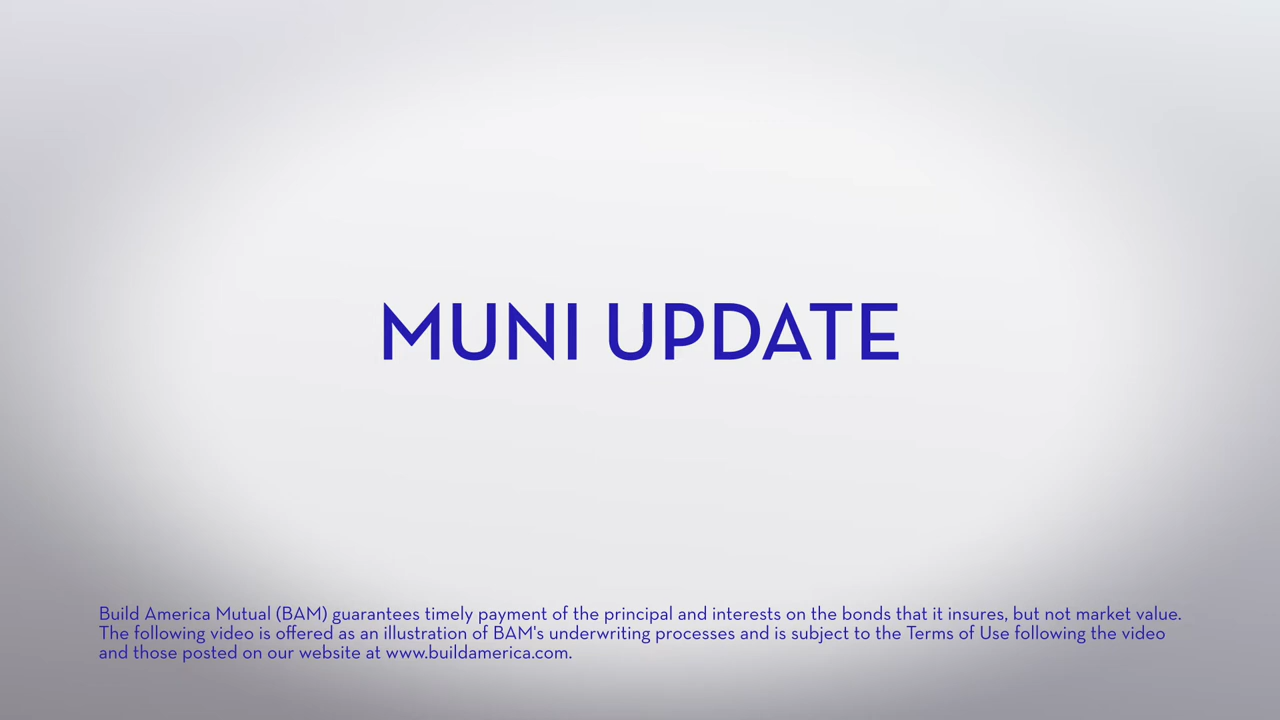 MUNI UPDATE
Build America Mutual (BAM) guarantees timely payment of the principal and interests on the bonds that it insures, but not market value.
The following video is offered as an illustration of BAM's underwriting processes and is subject to the Terms of Use following the video
and those posted on our website at www.buildamerica.com.